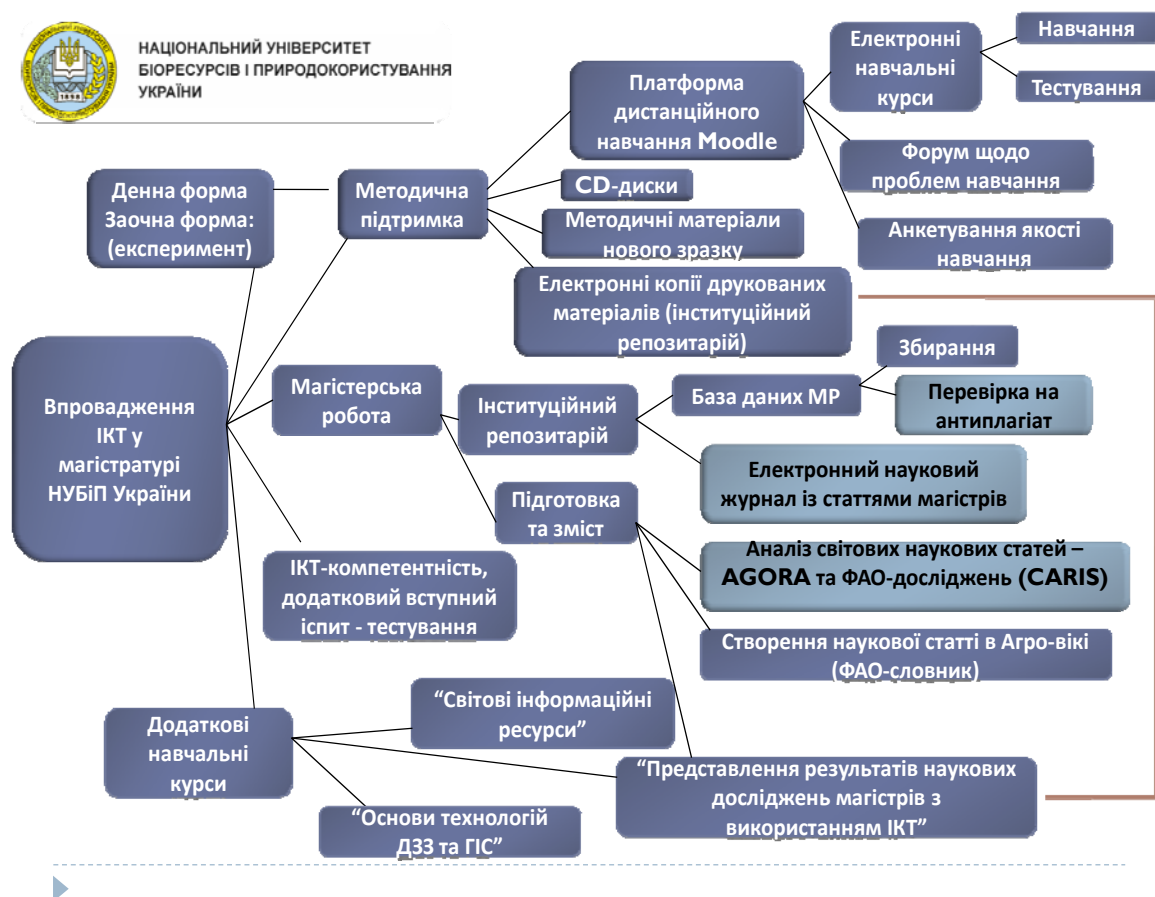 НАЦІОНАЛЬНИЙ УНІВЕРСИТЕТ
БІОРЕСУРСІВ І ПРИРОДОКОРИСТУВАННЯ
УКРАЇНИ
Платформа
дистанційного
навчання Moodle
Електронні
навчальні
курси
Навчання
Тестування
Форум щодо
проблем навчання
Анкетування якості
навчання
Денна форма
Заочна форма:
(експеримент)
Методична
підтримка
CD-диски
Методичні матеріали
нового зразку
Електронні копії друкованих
матеріалів (інституційний
репозитарій)
Впровадження
ІКТ у
магістратурі
НУБіП України
Магістерська
робота
Інституційний
репозитарій
База даних МР
Збирання
Перевірка на
антиплагіат
Електронний науковий
журнал із статтями магістрів
Підготовка
та зміст
Аналіз світових наукових статей –
AGORA та ФАО-досліджень (CARIS)
Створення наукової статті в Агро-вікі
(ФАО-словник)
ІКТ-компетентність,
додатковий вступний
іспит - тестування
Додаткові
навчальні
курси
“Світові інформаційні
ресурси”
“Представлення результатів наукових
досліджень магістрів з
використанням ІКТ”
“Основи технологій
ДЗЗ та ГІС”